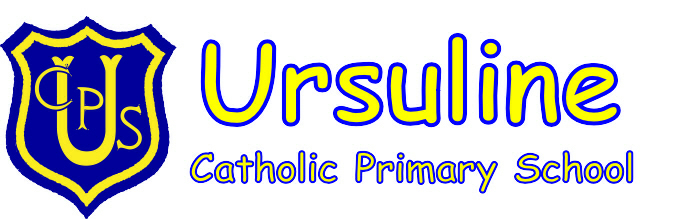 U C P S
Ursuline
Catholic Primary School